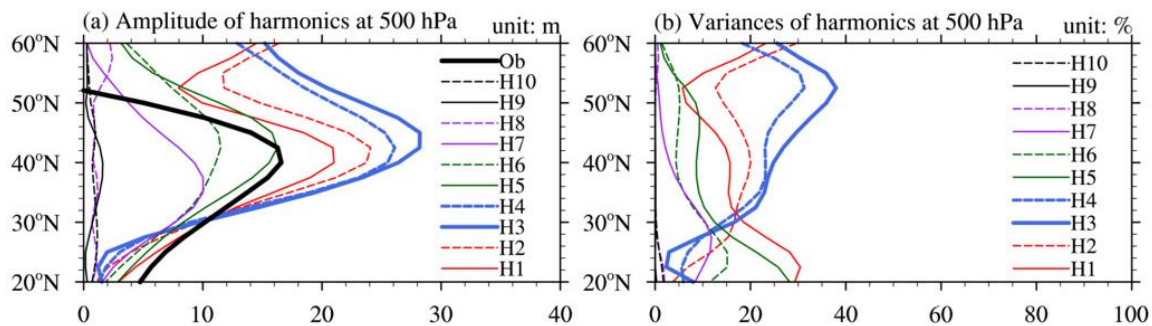 (a) Amplitude of harmonics at 500 hPa unit: m
60°N
50°N
40°N
30°N
20°N
0 10 20 30 40
Ob
H10
H9
H8
H7
H6
H5
H4
H3
H2
H1
(b) Variances of harmonics at 500 hPa unit: %
60°N
50°N
40°N
30°N
20°N
0 20 40 60 80 100
H10
H9
H8
H7
H6
H5
H4
H3
H2
H1